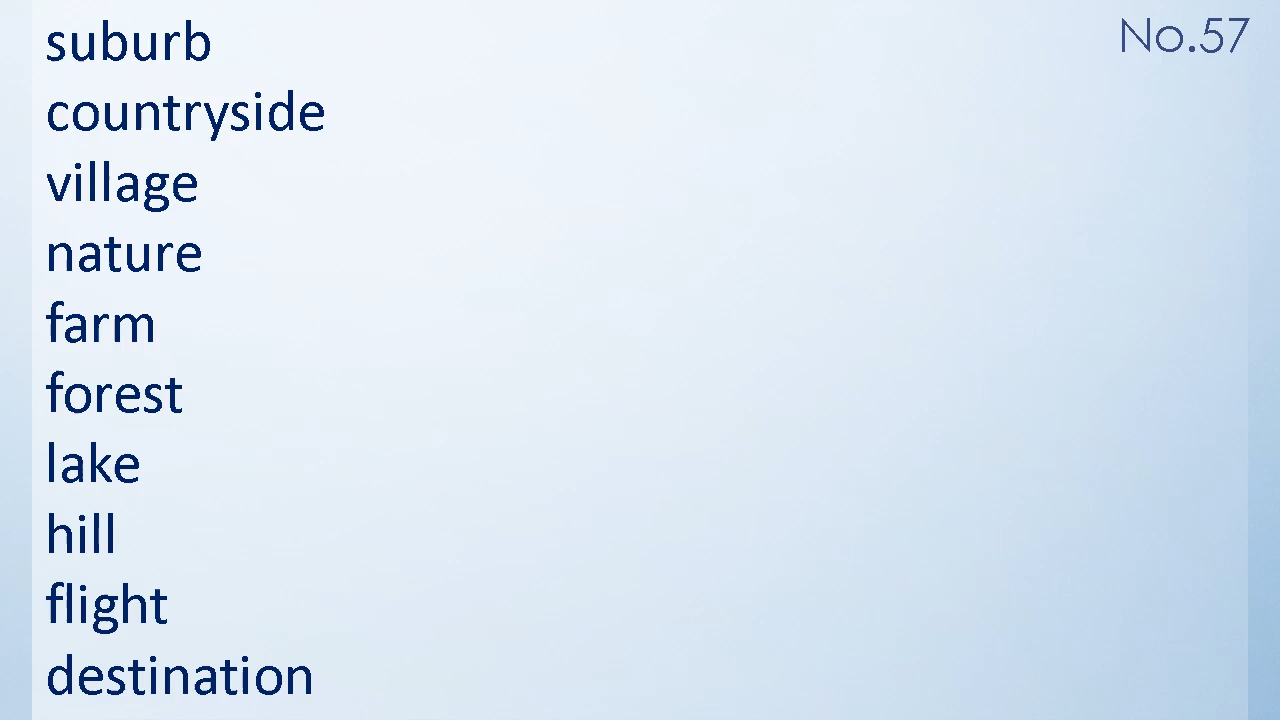 suburb
No.57
countryside
village
nature
farm
forest
lake
hill
flight
destination